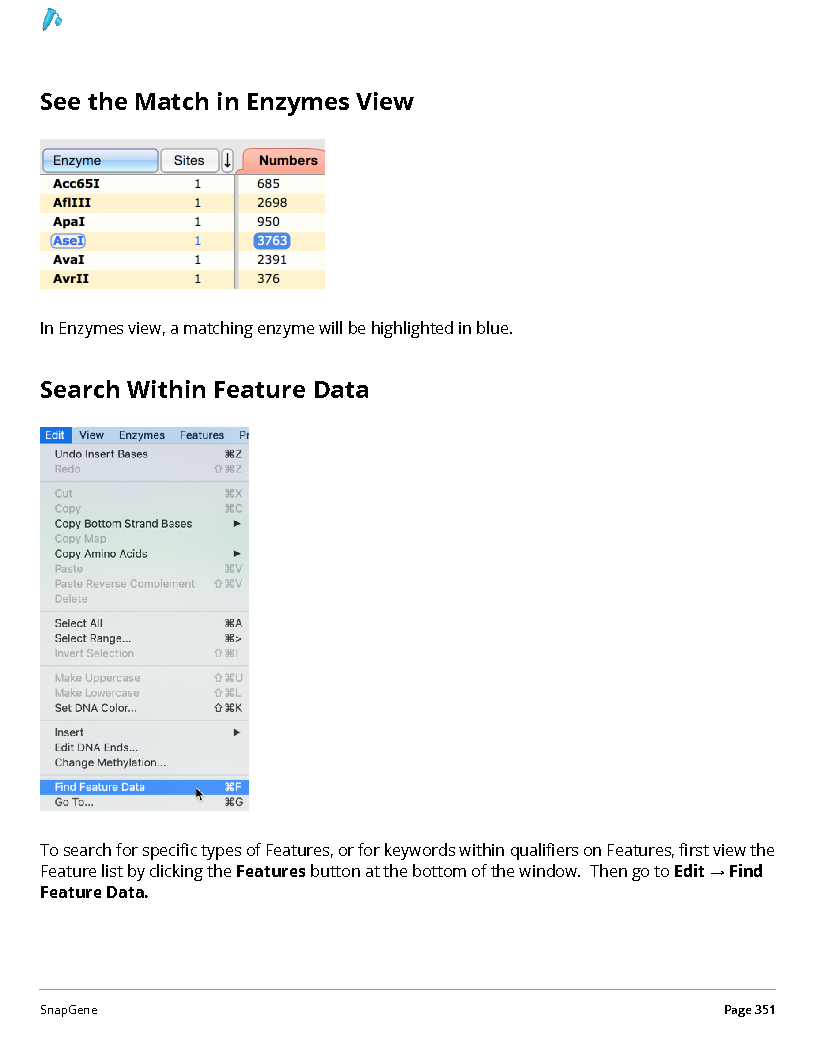 See the Match in Enzymes View
Enzyme Sites ↓ Numbers
Acc65I 1 685
AflIII 1 2698
ApaI 1 950
AseI 1 3763
AvaI 1 2391
AvrII 1 376
In Enzymes view, a matching enzyme will be highlighted in blue.
Search Within Feature Data
Edit View Enzymes Features Pr
Undo Insert Bases ⌘Z
Redo ⇧⌘Z
Cut ⌘X
Copy ⌘C
Copy Bottom Strand Bases ▶
Copy Map
Copy Amino Acids ▶
Paste ⌘V
Paste Reverse Complement ⇧⌘V
Delete
Select All ⌘A
Select Range... ⌘>
Invert Selection ⇧⌘I
Make Uppercase ⇧⌘U
Make Lowercase ⇧⌘L
Set DNA Color... ⇧⌘K
Insert ▶
Edit DNA Ends...
Change Methylation...
Find Feature Data ⌘F
Go To... ⌘G
To search for specific types of Features, or for keywords within qualifiers on Features, first view the
Feature list by clicking the Features button at the bottom of the window. Then go to Edit → Find
Feature Data.
SnapGene Page 351